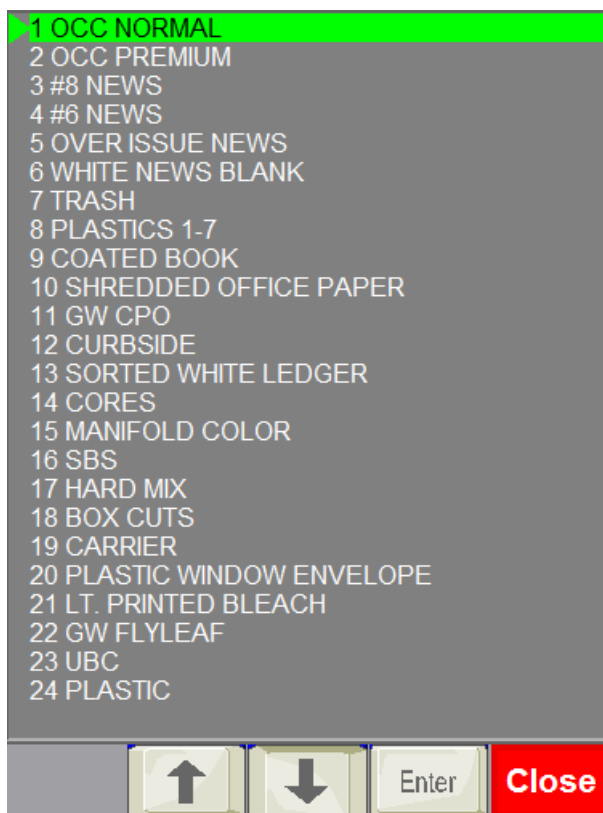 1 OCC NORMAL
2 OCC PREMIUM
3 #8 NEWS
4 #6 NEWS
5 OVER ISSUE NEWS
6 WHITE NEWS BLANK
7 TRASH
8 PLASTICS 1-7
9 COATED BOOK
10 SHREDDED OFFICE PAPER
11 GW CPO
12 CURBSIDE
13 SORTED WHITE LEDGER
14 CORES
15 MANIFOLD COLOR
16 SBS
17 HARD MIX
18 BOX CUTS
19 CARRIER
20 PLASTIC WINDOW ENVELOPE
21 LT. PRINTED BLEACH
22 GW FLYLEAF
23 UBC
24 PLASTIC
Enter Close